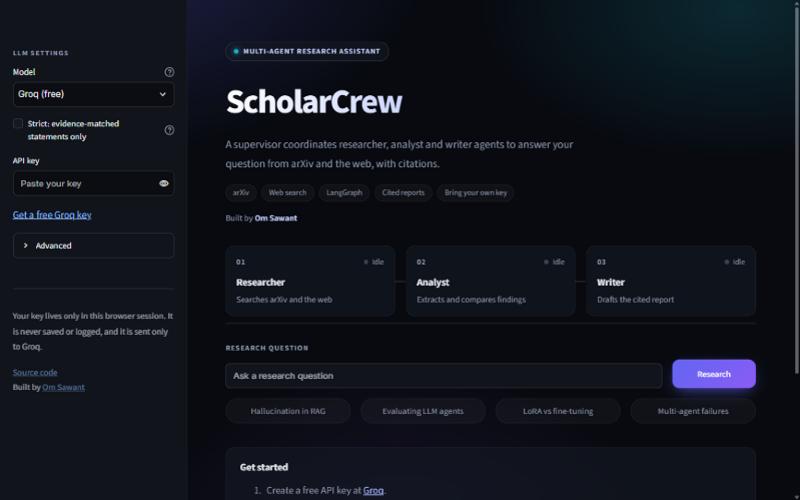 LLM SETTINGS
Model
Groq (free)
Strict: evidence-matched
statements only
API key
Paste your key
Get a free Groq key
Advanced
Your key lives only in this browser session. It
is never saved or logged, and it is sent only
to Groq.
Source code
Built by Om Sawant
MULTI-AGENT RESEARCH ASSISTANT
ScholarCrew
A supervisor coordinates researcher, analyst and writer agents to answer your
question from arXiv and the web, with citations.
arXiv
Web search
LangGraph
Cited reports
Bring your own key
Built by Om Sawant
01
Idle
Researcher
Searches arXiv and the web
02
Idle
Analyst
Extracts and compares findings
03
Idle
Writer
Drafts the cited report
RESEARCH QUESTION
Ask a research question
Research
Hallucination in RAG
Evaluating LLM agents
LoRA vs fine-tuning
Multi-agent failures
Get started
1. Create a free API key at Groq.